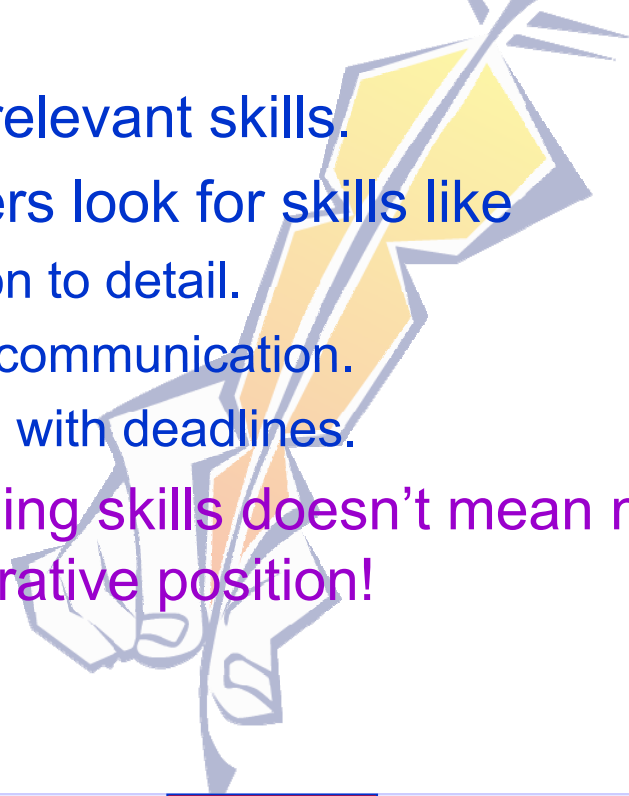 relevant skills.
ers look for skills like
on to detail.
communication.
with deadlines.
ing skills doesn't mean
rative position!